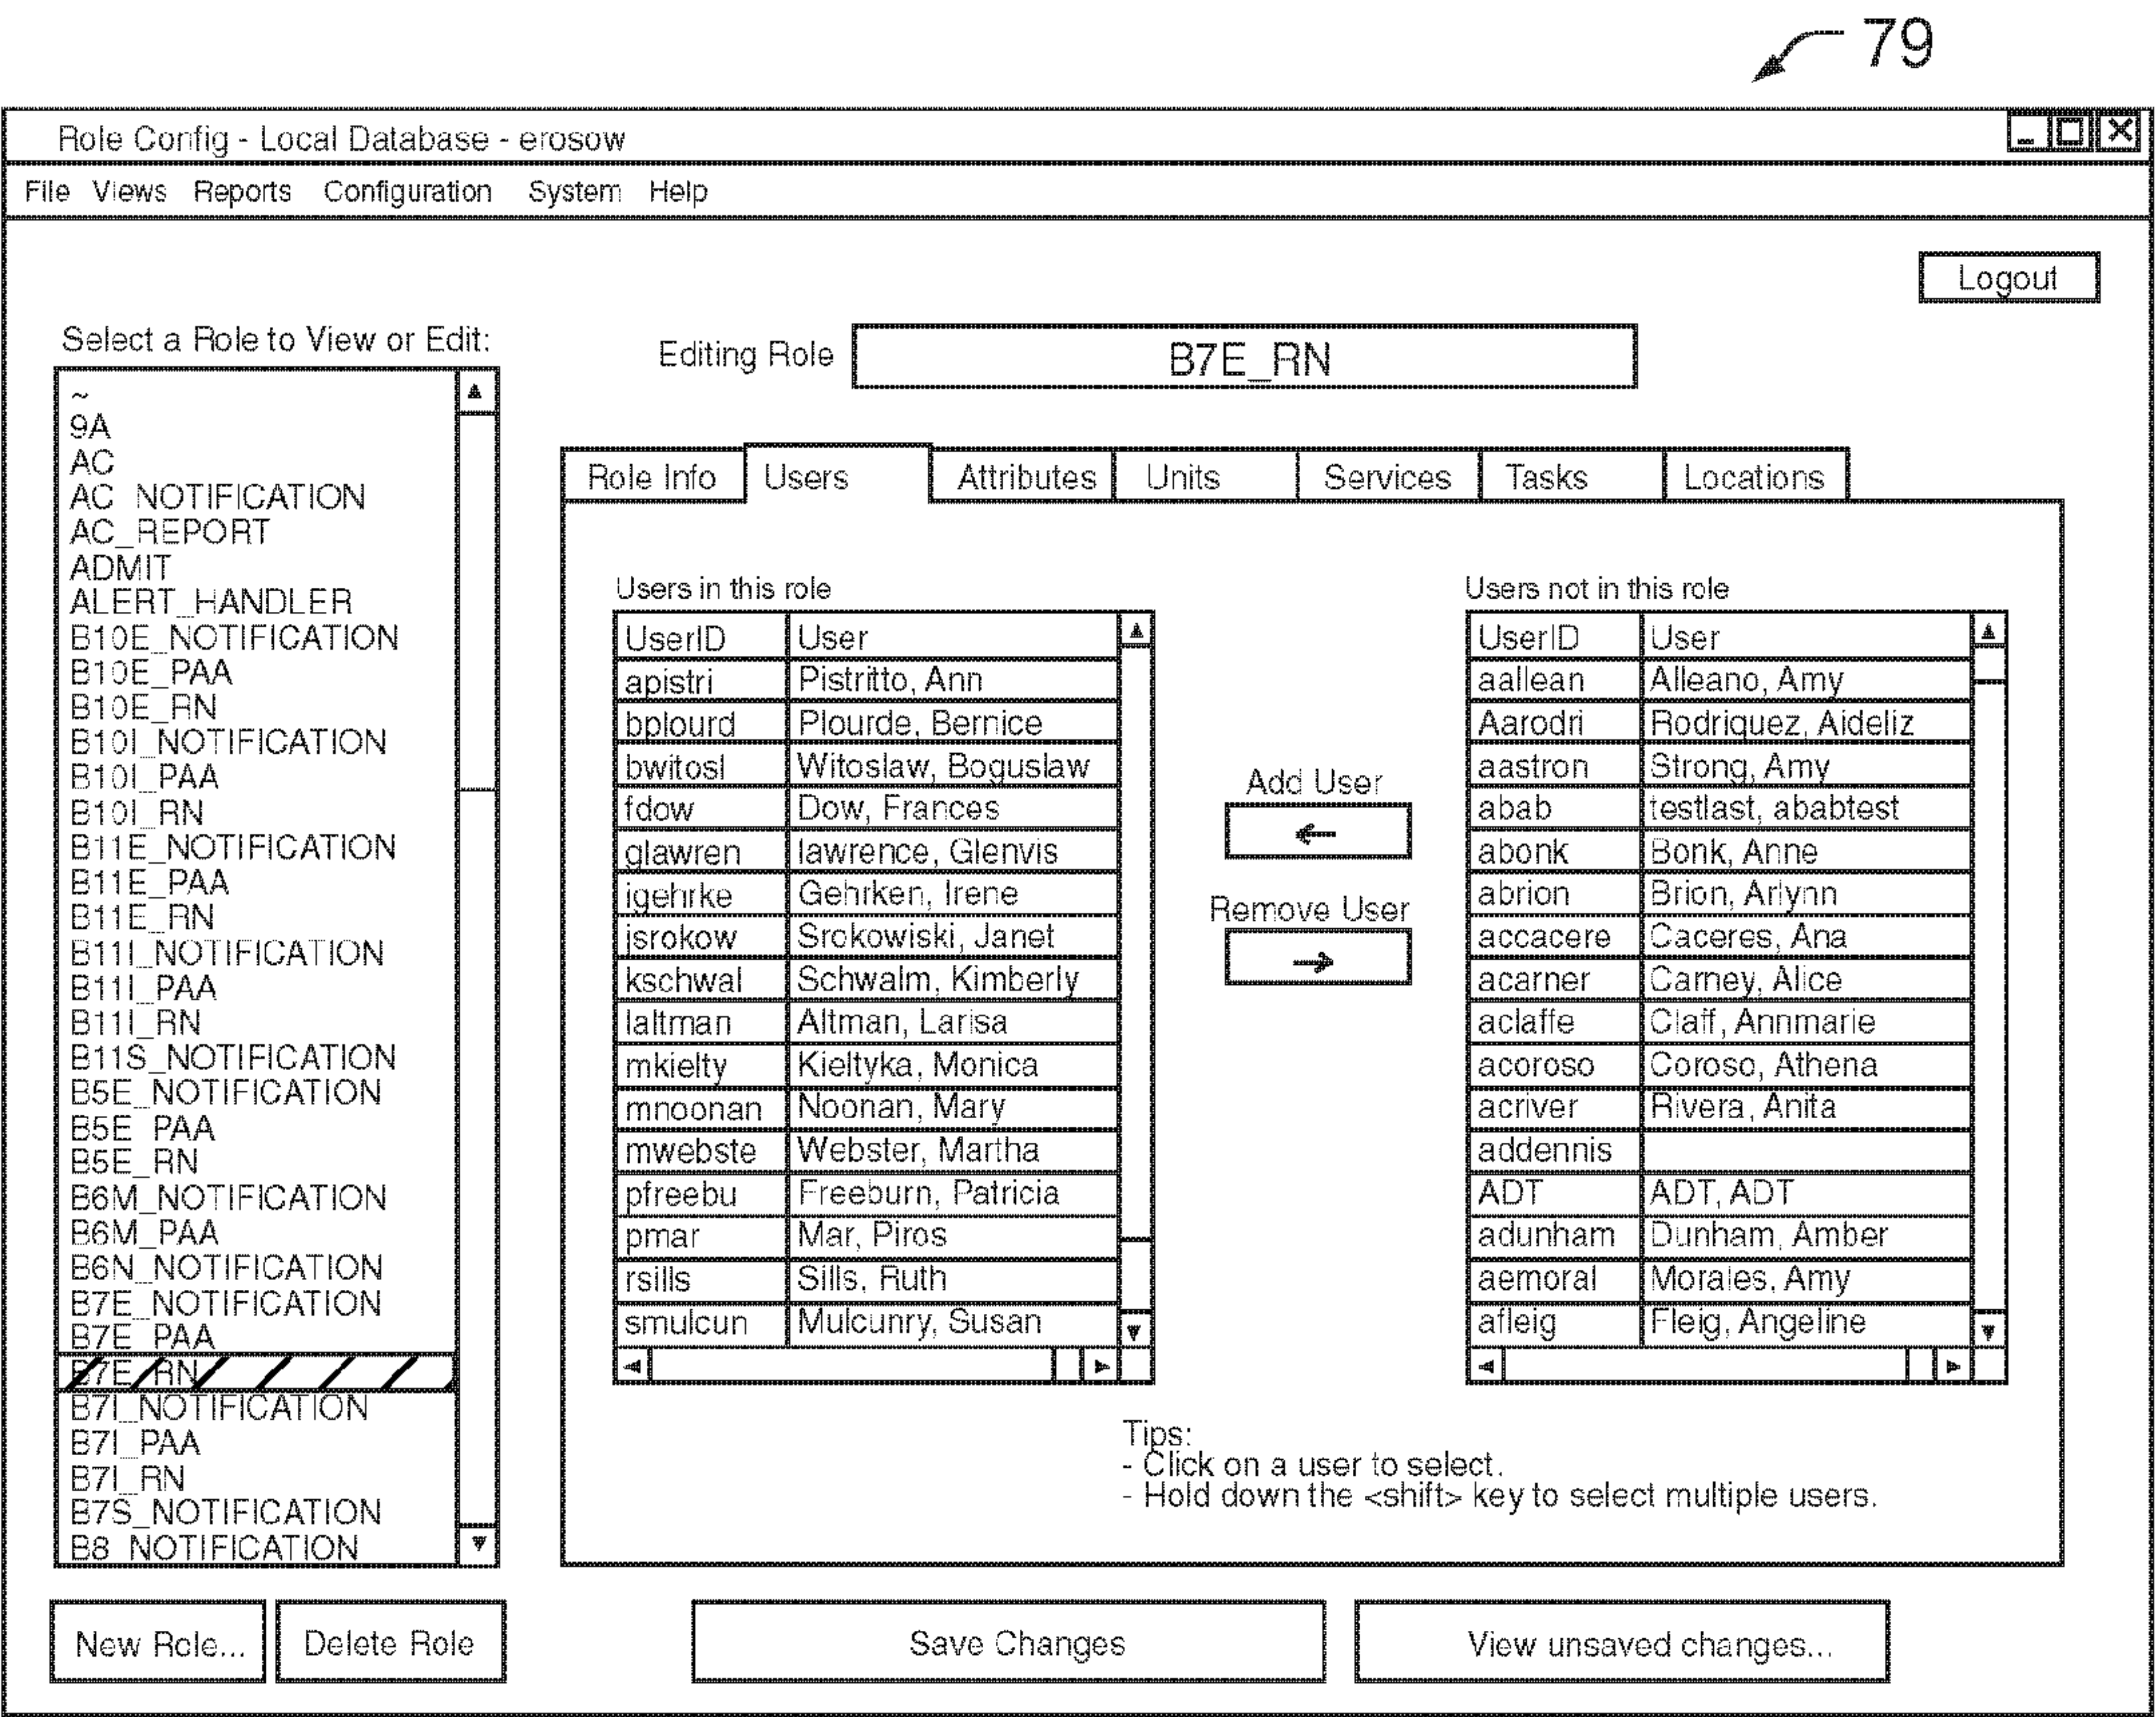 79
Role Config - Local Database - erosow
File Views Reports Configuration System Help
Logout
Select a Role to View or Edit:
~
9A
AC
AC_NOTIFICATION
AC_REPORT
ADMIT
ALERT_HANDLER
B10E_NOTIFICATION
B10E_PAA
B10E_RN
B10I_NOTIFICATION
B10I_PAA
B10I_RN
B11E_NOTIFICATION
B11E_PAA
B11E_RN
B11I_NOTIFICATION
B11I_PAA
B11I_RN
B11S_NOTIFICATION
B5E_NOTIFICATION
B5E_PAA
B5E_RN
B6M_NOTIFICATION
B6M_PAA
B6N_NOTIFICATION
B7E_NOTIFICATION
B7E_PAA
B7E_RN
B7I_NOTIFICATION
B7I_PAA
B7I_RN
B7S_NOTIFICATION
B8_NOTIFICATION
New Role... Delete Role
Editing Role B7E_RN
Role Info Users Attributes Units Services Tasks Locations
Users in this role
UserID User
apistri Pistritto, Ann
bplourd Plourde, Bernice
bwitosl Witoslaw, Boguslaw
fdow Dow, Frances
glawren lawrence, Glenvis
igehrke Gehrken, Irene
jsrokow Srokowiski, Janet
kschwal Schwalm, Kimberly
laltman Altman, Larisa
mkielty Kieltyka, Monica
mnoonan Noonan, Mary
mwebste Webster, Martha
pfreebu Freeburn, Patricia
pmar Mar, Piros
rsills Sills, Ruth
smulcun Mulcunry, Susan
Add User
←
Remove User
→
Users not in this role
UserID User
aallean Alleano, Amy
Aarodri Rodriquez, Aideliz
aastron Strong, Amy
abab testlast, ababtest
abonk Bonk, Anne
abrion Brion, Arlynn
accacere Caceres, Ana
acarner Carney, Alice
aclaffe Claff, Annmarie
acoroso Coroso, Athena
acriver Rivera, Anita
addennis
ADT ADT, ADT
adunham Dunham, Amber
aemoral Morales, Amy
afleig Fleig, Angeline
Tips:
- Click on a user to select.
- Hold down the <shift> key to select multiple users.
Save Changes View unsaved changes...